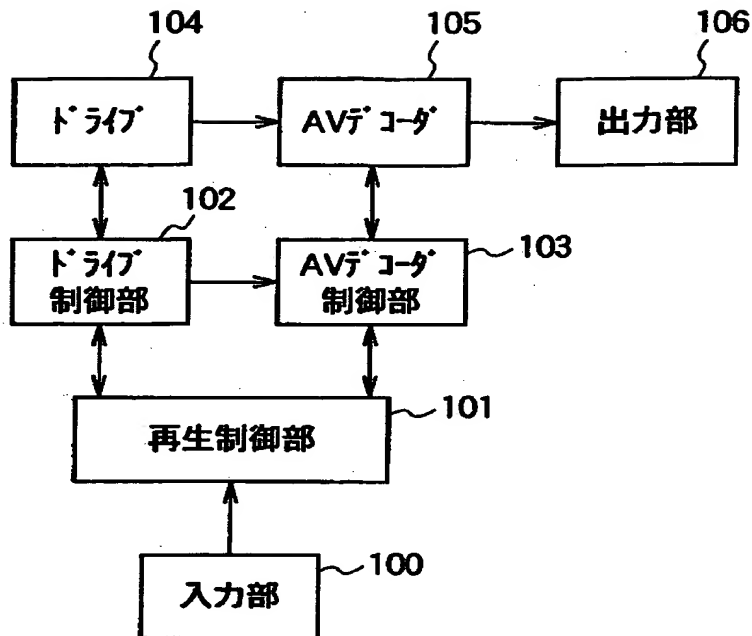 104
105
106
ドライブ
AVデコーダ
出力部
102
103
ドライブ
制御部
AVデコーダ
制御部
101
再生制御部
100
入力部